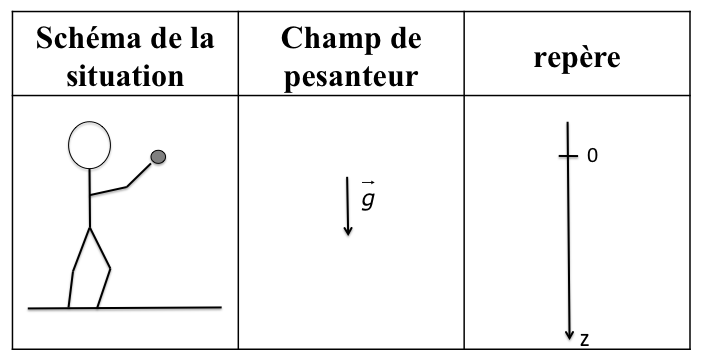 Schéma de la
situation
Champ de
pesanteur
repère
g
0
z